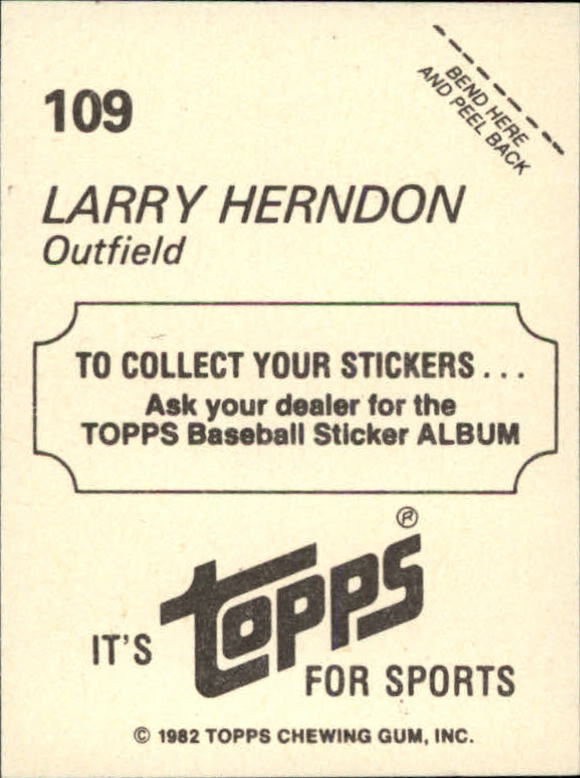 109
BEND HERE
AND PEEL BACK
LARRY HERNDON
Outfield
TO COLLECT YOUR STICKERS...
Ask your dealer for the
TOPPS Baseball Sticker ALBUM
IT'S TOPPS® FOR SPORTS
© 1982 TOPPS CHEWING GUM, INC.